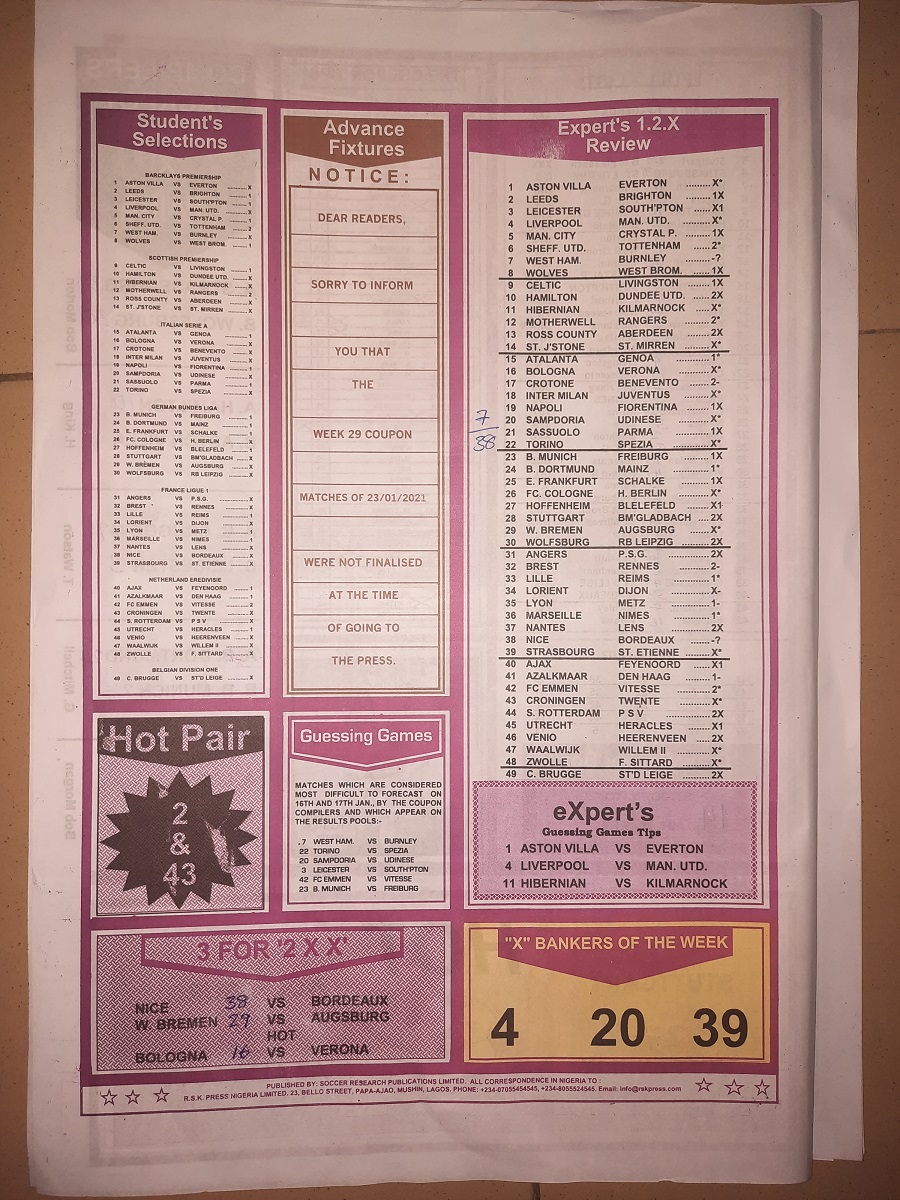 Student's
Selections
BARCKLAYS PREMIERSHIP
1 ASTON VILLA VS EVERTON .......... X
2 LEEDS VS BRIGHTON .......... 1
3 LEICESTER VS SOUTH'PTON .......... X
4 LIVERPOOL VS MAN. UTD. .......... X
5 MAN. CITY VS CRYSTAL P. .......... 1
6 SHEFF. UTD. VS TOTTENHAM .......... 2
7 WEST HAM. VS BURNLEY .......... X
8 WOLVES VS WEST BROM. .......... 1
SCOTTISH PREMIERSHIP
9 CELTIC VS LIVINGSTON .......... 1
10 HAMILTON VS DUNDEE UTD. .......... X
11 HIBERNIAN VS KILMARNOCK .......... X
12 MOTHERWELL VS RANGERS .......... 2
13 ROSS COUNTY VS ABERDEEN .......... X
14 ST. J'STONE VS ST. MIRREN .......... X
ITALIAN SERIE A
15 ATALANTA VS GENOA .......... 1
16 BOLOGNA VS VERONA .......... X
17 CROTONE VS BENEVENTO .......... X
18 INTER MILAN VS JUVENTUS .......... X
19 NAPOLI VS FIORENTINA .......... 1
20 SAMPDORIA VS UDINESE .......... X
21 SASSUOLO VS PARMA .......... 1
22 TORINO VS SPEZIA .......... X
GERMAN BUNDES LIGA
23 B. MUNICH VS FREIBURG .......... 1
24 B. DORTMUND VS MAINZ .......... 1
25 E. FRANKFURT VS SCHALKE .......... 1
26 FC. COLOGNE VS H. BERLIN .......... X
27 HOFFENHEIM VS BLELEFELD .......... 1
28 STUTTGART VS BM'GLADBACH .......... X
29 W. BREMEN VS AUGSBURG .......... X
30 WOLFSBURG VS RB LEIPZIG .......... X
FRANCE LIGUE 1
31 ANGERS VS P.S.G. .......... X
32 BREST VS RENNES .......... X
33 LILLE VS REIMS .......... 1
34 LORIENT VS DIJON .......... X
35 LYON VS METZ .......... 1
36 MARSEILLE VS NIMES .......... 1
37 NANTES VS LENS .......... X
38 NICE VS BORDEAUX .......... X
39 STRASBOURG VS ST. ETIENNE .......... X
NETHERLAND EREDIVISIE
40 AJAX VS FEYENOORD .......... 1
41 AZALKMAAR VS DEN HAAG .......... 1
42 FC EMMEN VS VITESSE .......... 2
43 CRONINGEN VS TWENTE .......... X
44 S. ROTTERDAM VS P S V .......... X
45 UTRECHT VS HERACLES .......... 1
46 VENIO VS HEERENVEEN .......... X
47 WAALWIJK VS WILLEM II .......... X
48 ZWOLLE VS F. SITTARD .......... X
BELGIAN DIVISION ONE
49 C. BRUGGE VS ST'D LEIGE .......... X
Advance
Fixtures
NOTICE:
DEAR READERS,
SORRY TO INFORM
YOU THAT
THE
WEEK 29 COUPON
MATCHES OF 23/01/2021
WERE NOT FINALISED
AT THE TIME
OF GOING TO
THE PRESS.
Expert's 1.2.X
Review
1 ASTON VILLA EVERTON .......... X*
2 LEEDS BRIGHTON .......... 1X
3 LEICESTER SOUTH'PTON ..... X1
4 LIVERPOOL MAN. UTD. .......... X*
5 MAN. CITY CRYSTAL P. ...... 1X
6 SHEFF. UTD. TOTTENHAM ...... 2*
7 WEST HAM. BURNLEY .......... -?
8 WOLVES WEST BROM. ..... 1X
9 CELTIC LIVINGSTON ....... 1X
10 HAMILTON DUNDEE UTD. ..... 2X
11 HIBERNIAN KILMARNOCK ..... X*
12 MOTHERWELL RANGERS .......... 2*
13 ROSS COUNTY ABERDEEN ........ 2X
14 ST. J'STONE ST. MIRREN ........ X*
15 ATALANTA GENOA .......... 1*
16 BOLOGNA VERONA .......... X*
17 CROTONE BENEVENTO ........ 2-
18 INTER MILAN JUVENTUS ........ X*
19 NAPOLI FIORENTINA ....... 1X
20 SAMPDORIA UDINESE .......... X*
21 SASSUOLO PARMA .......... 1X
22 TORINO SPEZIA .......... X*
7
38
23 B. MUNICH FREIBURG .......... 1X
24 B. DORTMUND MAINZ .......... 1*
25 E. FRANKFURT SCHALKE .......... 1X
26 FC. COLOGNE H. BERLIN .......... X*
27 HOFFENHEIM BLELEFELD ........ X1
28 STUTTGART BM'GLADBACH .... 2X
29 W. BREMEN AUGSBURG ........ X*
30 WOLFSBURG RB LEIPZIG ........ 2X
31 ANGERS P.S.G. .......... 2X
32 BREST RENNES .......... 2-
33 LILLE REIMS .......... 1*
34 LORIENT DIJON .......... X-
35 LYON METZ .......... 1-
36 MARSEILLE NIMES .......... 1*
37 NANTES LENS .......... 2X
38 NICE BORDEAUX ........ -?
39 STRASBOURG ST. ETIENNE ...... X*
40 AJAX FEYENOORD ...... X1
41 AZALKMAAR DEN HAAG ........ 1-
42 FC EMMEN VITESSE .......... 2*
43 CRONINGEN TWENTE .......... X*
44 S. ROTTERDAM P S V .......... 2X
45 UTRECHT HERACLES ........ X1
46 VENIO HEERENVEEN ..... 2X
47 WAALWIJK WILLEM II .......... X*
48 ZWOLLE F. SITTARD ........ X*
49 C. BRUGGE ST'D LEIGE ........ 2X
Hot Pair
2
&
43
Guessing Games
MATCHES WHICH ARE CONSIDERED
MOST DIFFICULT TO FORECAST ON
16TH AND 17TH JAN., BY THE COUPON
COMPILERS AND WHICH APPEAR ON
THE RESULTS POOLS:-
7 WEST HAM. VS BURNLEY
22 TORINO VS SPEZIA
20 SAMPDORIA VS UDINESE
3 LEICESTER VS SOUTH'PTON
42 FC EMMEN VS VITESSE
23 B. MUNICH VS FREIBURG
eXpert's
Guessing Games Tips
1 ASTON VILLA VS EVERTON
4 LIVERPOOL VS MAN. UTD.
11 HIBERNIAN VS KILMARNOCK
3 FOR '2 X X'
NICE 38 VS BORDEAUX
W. BREMEN 29 VS AUGSBURG
HOT
BOLOGNA 16 VS VERONA
"X" BANKERS OF THE WEEK
4 20 39
PUBLISHED BY: SOCCER RESEARCH PUBLICATIONS LIMITED. ALL CORRESPONDENCE IN NIGERIA TO :
R.S.K. PRESS NIGERIA LIMITED, 23, BELLO STREET, PAPA-AJAO, MUSHIN, LAGOS. PHONE: +234-07055454545, +234-8055524545. Email: info@rskpress.com